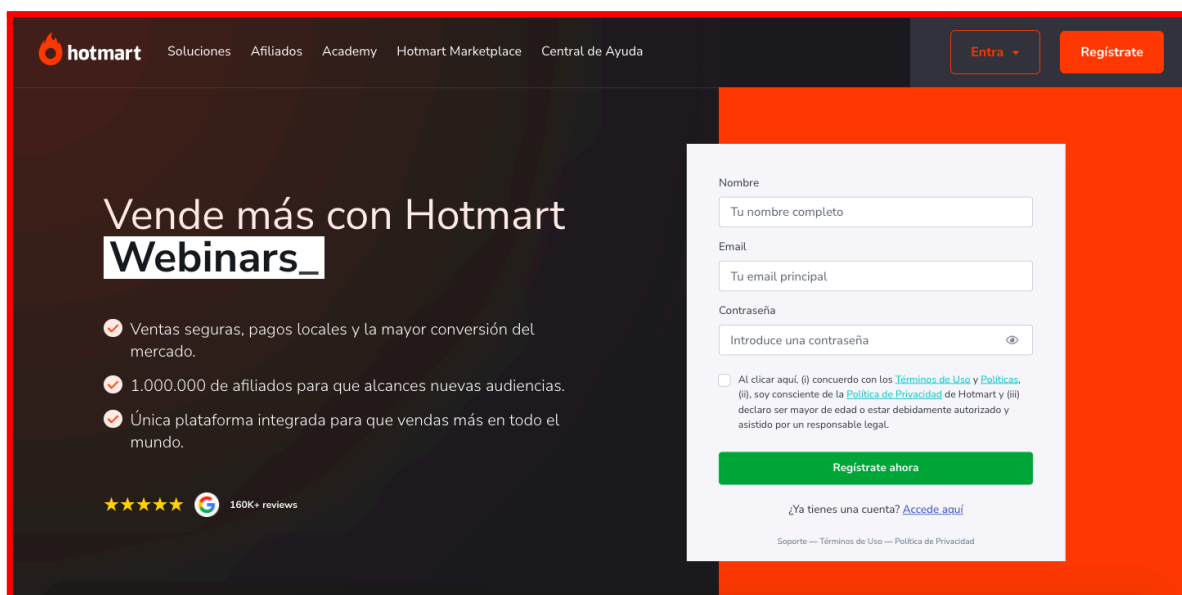 hotmart Soluciones Afiliados Academy Hotmart Marketplace Central de Ayuda Entra Regístrate
Vende más con Hotmart
Webinars_
Ventas seguras, pagos locales y la mayor conversión del
mercado.
1.000.000 de afiliados para que alcances nuevas audiencias.
Única plataforma integrada para que vendas más en todo el
mundo.
160K+ reviews
Nombre
Tu nombre completo
Email
Tu email principal
Contraseña
Introduce una contraseña
Al clicar aquí, (i) concuerdo con los Términos de Uso y Políticas,
(ii), soy consciente de la Política de Privacidad de Hotmart y (iii)
declaro ser mayor de edad o estar debidamente autorizado y
asistido por un responsable legal.
Regístrate ahora
¿Ya tienes una cuenta? Accede aquí
Soporte — Términos de Uso — Política de Privacidad